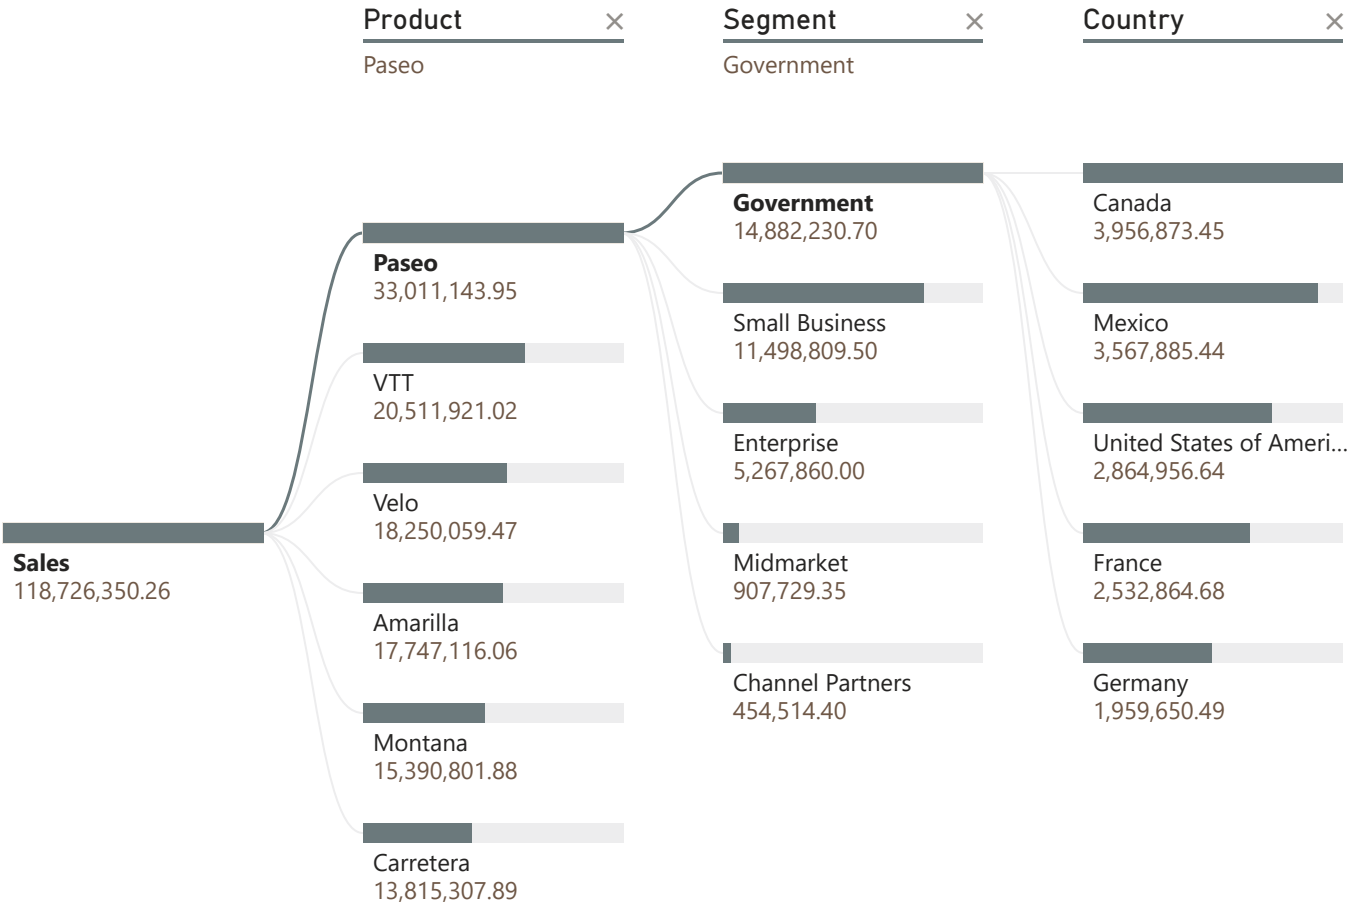 Product
Paseo
Segment
Government
Country
Sales
118,726,350.26
Paseo
33,011,143.95
VTT
20,511,921.02
Velo
18,250,059.47
Amarilla
17,747,116.06
Montana
15,390,801.88
Carretera
13,815,307.89
Government
14,882,230.70
Small Business
11,498,809.50
Enterprise
5,267,860.00
Midmarket
907,729.35
Channel Partners
454,514.40
Canada
3,956,873.45
Mexico
3,567,885.44
United States of Ameri...
2,864,956.64
France
2,532,864.68
Germany
1,959,650.49